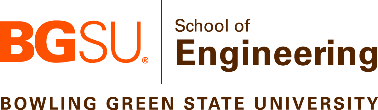 BGSU®
School of
Engineering
BOWLING GREEN STATE UNIVERSITY